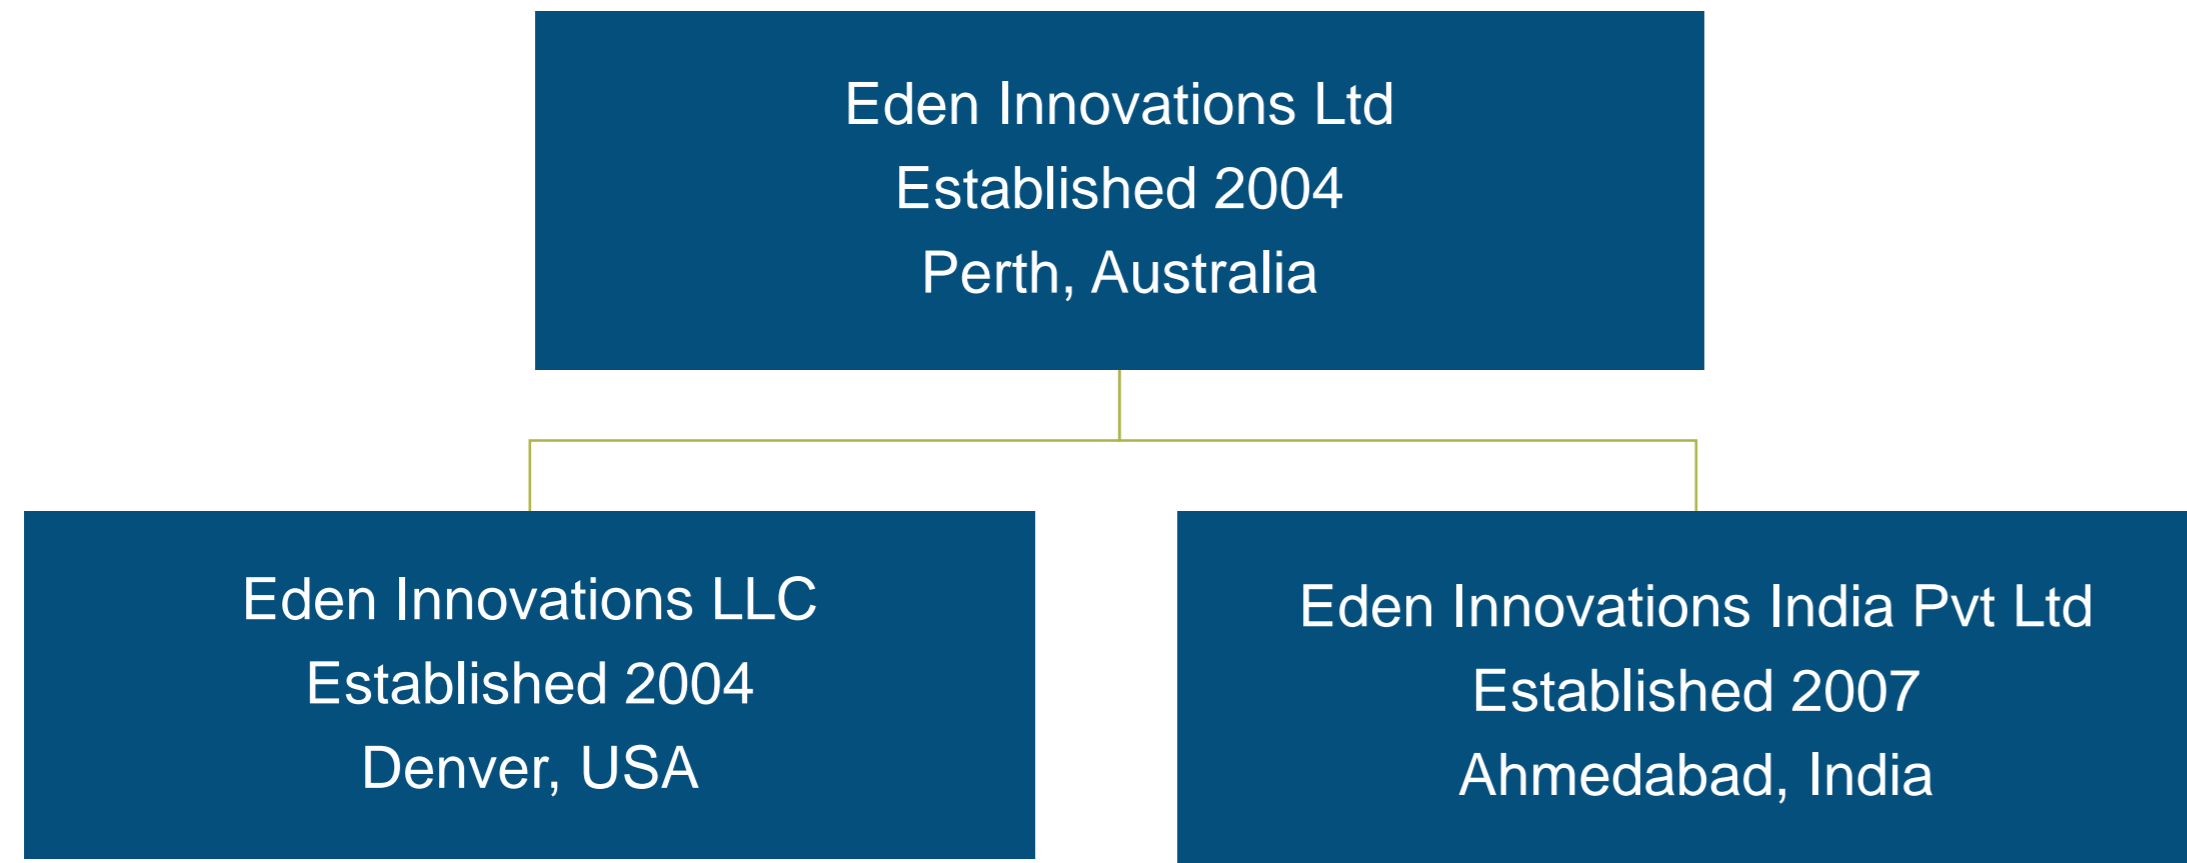 Eden Innovations Ltd
Established 2004
Perth, Australia
Eden Innovations LLC
Established 2004
Denver, USA
Eden Innovations India Pvt Ltd
Established 2007
Ahmedabad, India